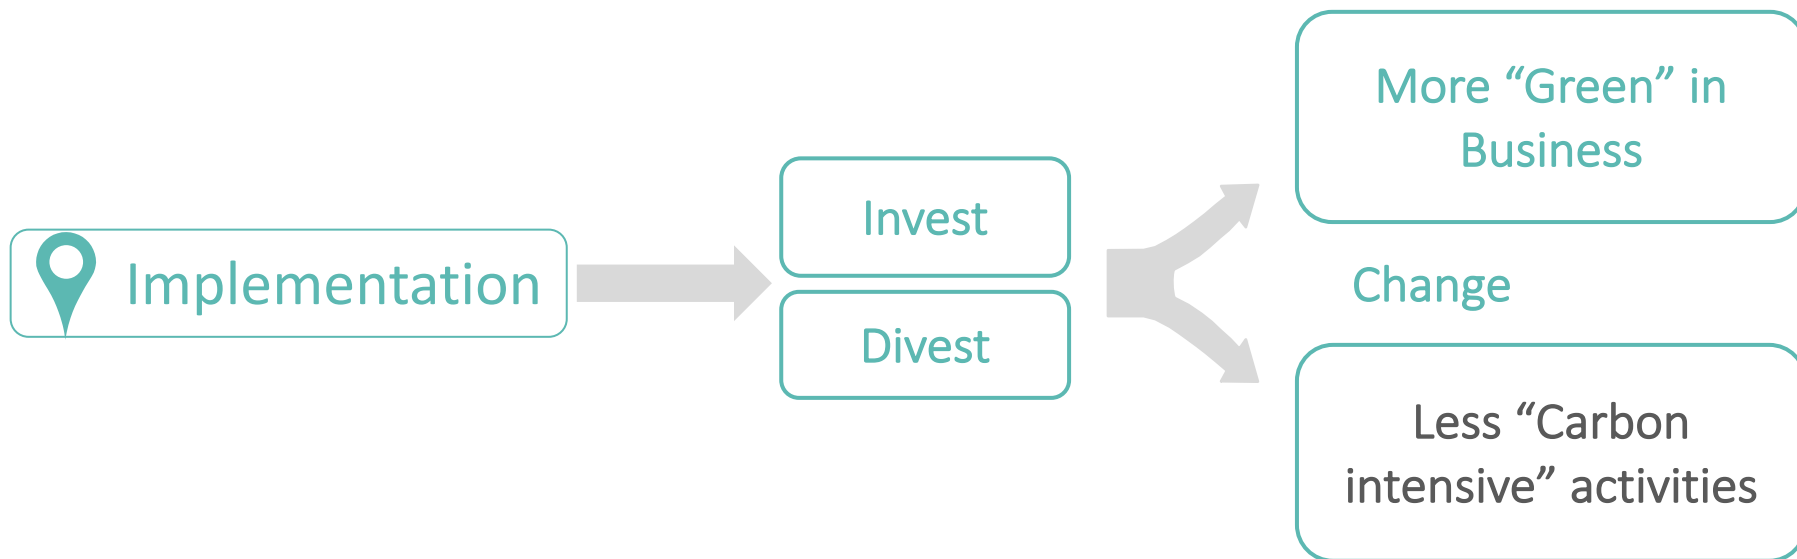 Implementation
Invest
Divest
More “Green” in
Business
Change
Less “Carbon
intensive” activities